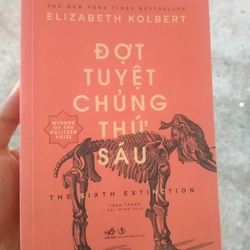 THE NEW YORK TIMES BESTSELLER
ELIZABETH KOLBERT
ĐỢT
TUYỆT
CHỦNG
THỨ
SÁU
WINNER
OF THE
PULITZER
PRIZE
THE SIXTH EXTINCTION